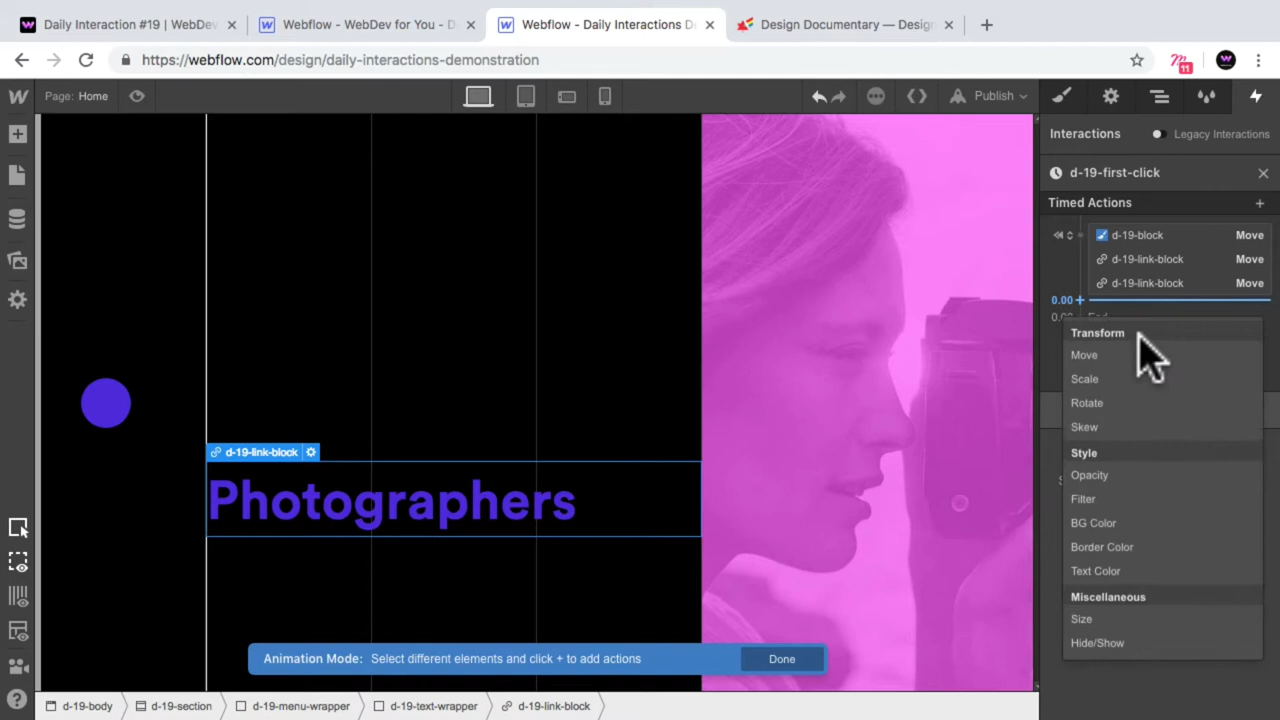 Daily Interaction #19 | WebDev
Webflow - WebDev for You - D
Webflow - Daily Interactions D
Design Documentary — Design
https://webflow.com/design/daily-interactions-demonstration
11
Page: Home
Publish
Interactions
Legacy Interactions
d-19-first-click
Timed Actions
d-19-block Move
d-19-link-block Move
d-19-link-block Move
0.00
Transform
Move
Scale
Rotate
Skew
Style
Opacity
Filter
BG Color
Border Color
Text Color
Miscellaneous
Size
Hide/Show
d-19-link-block
Photographers
Animation Mode: Select different elements and click + to add actions
Done
d-19-body
d-19-section
d-19-menu-wrapper
d-19-text-wrapper
d-19-link-block